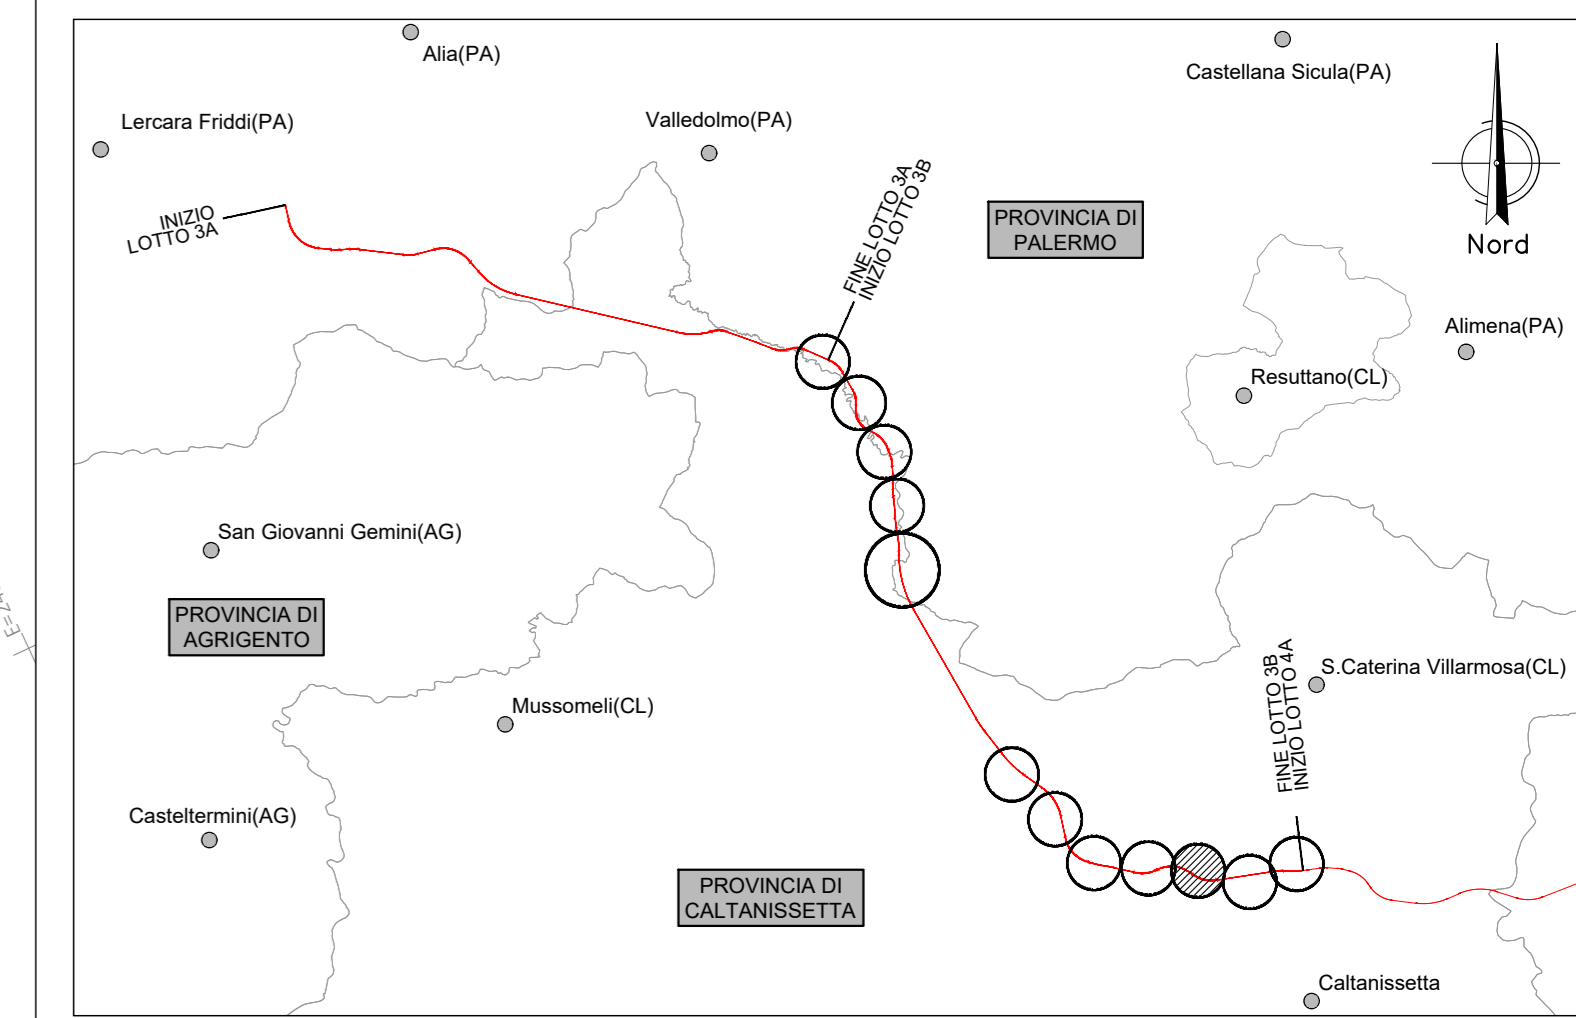 Alia(PA)
Castellana Sicula(PA)
Lercara Friddi(PA)
Valledolmo(PA)
INIZIO
LOTTO 3A
FINE LOTTO 3A
INIZIO LOTTO 3B
PROVINCIA DI
PALERMO
Nord
Alimena(PA)
Resuttano(CL)
San Giovanni Gemini(AG)
PROVINCIA DI
AGRIGENTO
FINE LOTTO 3B
INIZIO LOTTO 4A
S.Caterina Villarmosa(CL)
Mussomeli(CL)
Casteltermini(AG)
PROVINCIA DI
CALTANISSETTA
Caltanissetta